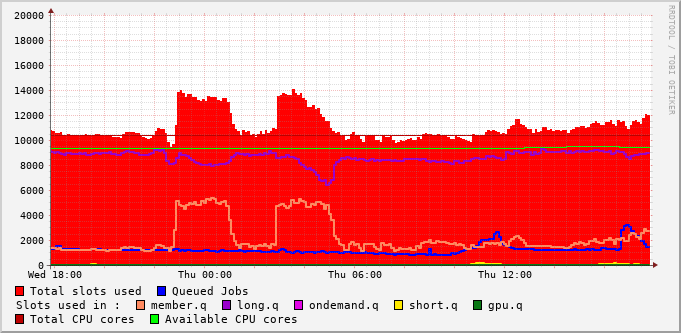 20000
18000
16000
14000
12000
10000
8000
6000
4000
2000
0
Wed 18:00 Thu 00:00 Thu 06:00 Thu 12:00
RRDTOOL / TOBI OETIKER
Total slots used Queued Jobs
Slots used in : member.q long.q ondemand.q short.q gpu.q
Total CPU cores Available CPU cores